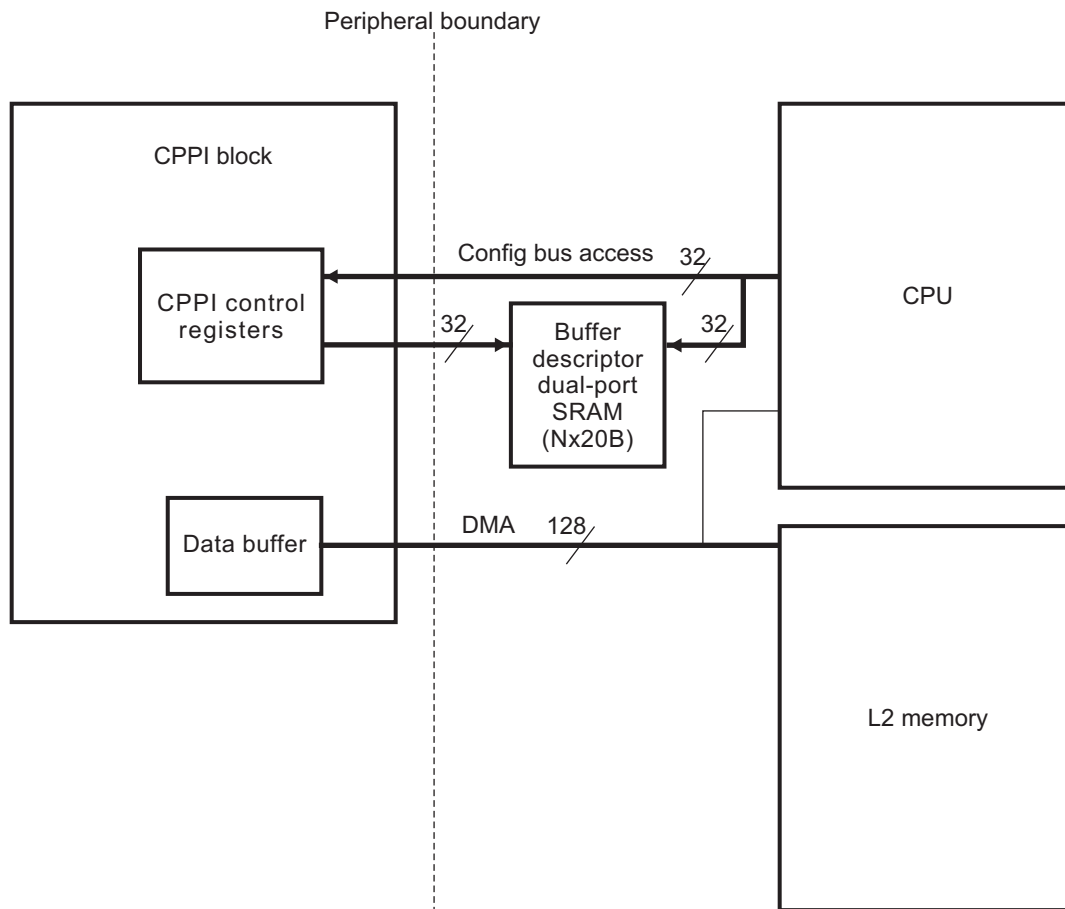 Peripheral boundary
CPPI block
Config bus access
32
CPU
CPPI control
registers
32
32
Buffer
descriptor
dual-port
SRAM
(Nx20B)
DMA
128
Data buffer
L2 memory